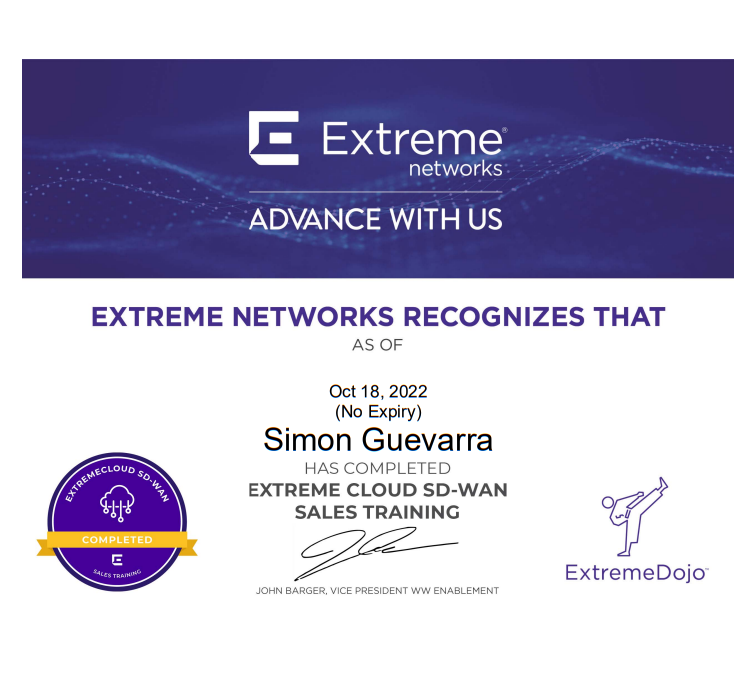 Extreme®
networks
ADVANCE WITH US
EXTREME NETWORKS RECOGNIZES THAT
AS OF
Oct 18, 2022
(No Expiry)
Simon Guevarra
HAS COMPLETED
EXTREME CLOUD SD-WAN
SALES TRAINING
JOHN BARGER, VICE PRESIDENT WW ENABLEMENT
EXTREMECLOUD SD-WAN
COMPLETED
SALES TRAINING
ExtremeDojo™